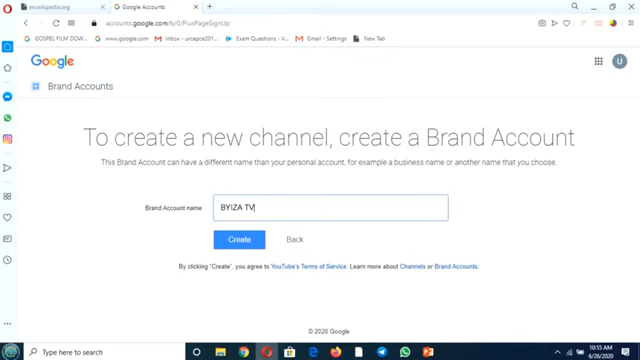 en.wikipedia.org
Google Accounts
accounts.google.com/b/0/PlusPageSignUp
GOSPEL FILM DOW...
www.google.com
Inbox - urcepce201...
Exam Questions - V...
Gmail - Settings
New Tab
Google
U
Brand Accounts
To create a new channel, create a Brand Account
This Brand Account can have a different name than your personal account, for example a business name or another name that you choose.
Brand Account name
BYIZA TV
Create
Back
By clicking "Create", you agree to YouTube's Terms of Service. Learn more about Channels or Brand Accounts.
© 2020 Google
Type here to search
10:55 AM
6/26/2020